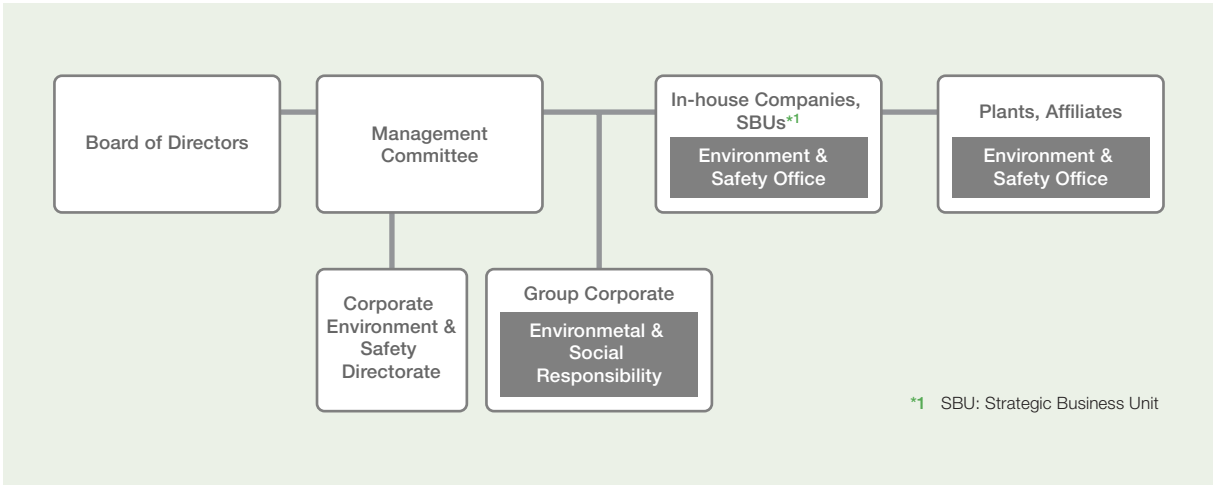 Board of Directors
Management
Committee
In-house Companies,
SBUs*1
Environment &
Safety Office
Plants, Affiliates
Environment &
Safety Office
Corporate
Environment &
Safety
Directorate
Group Corporate
Environmetal &
Social
Responsibility
*1 SBU: Strategic Business Unit